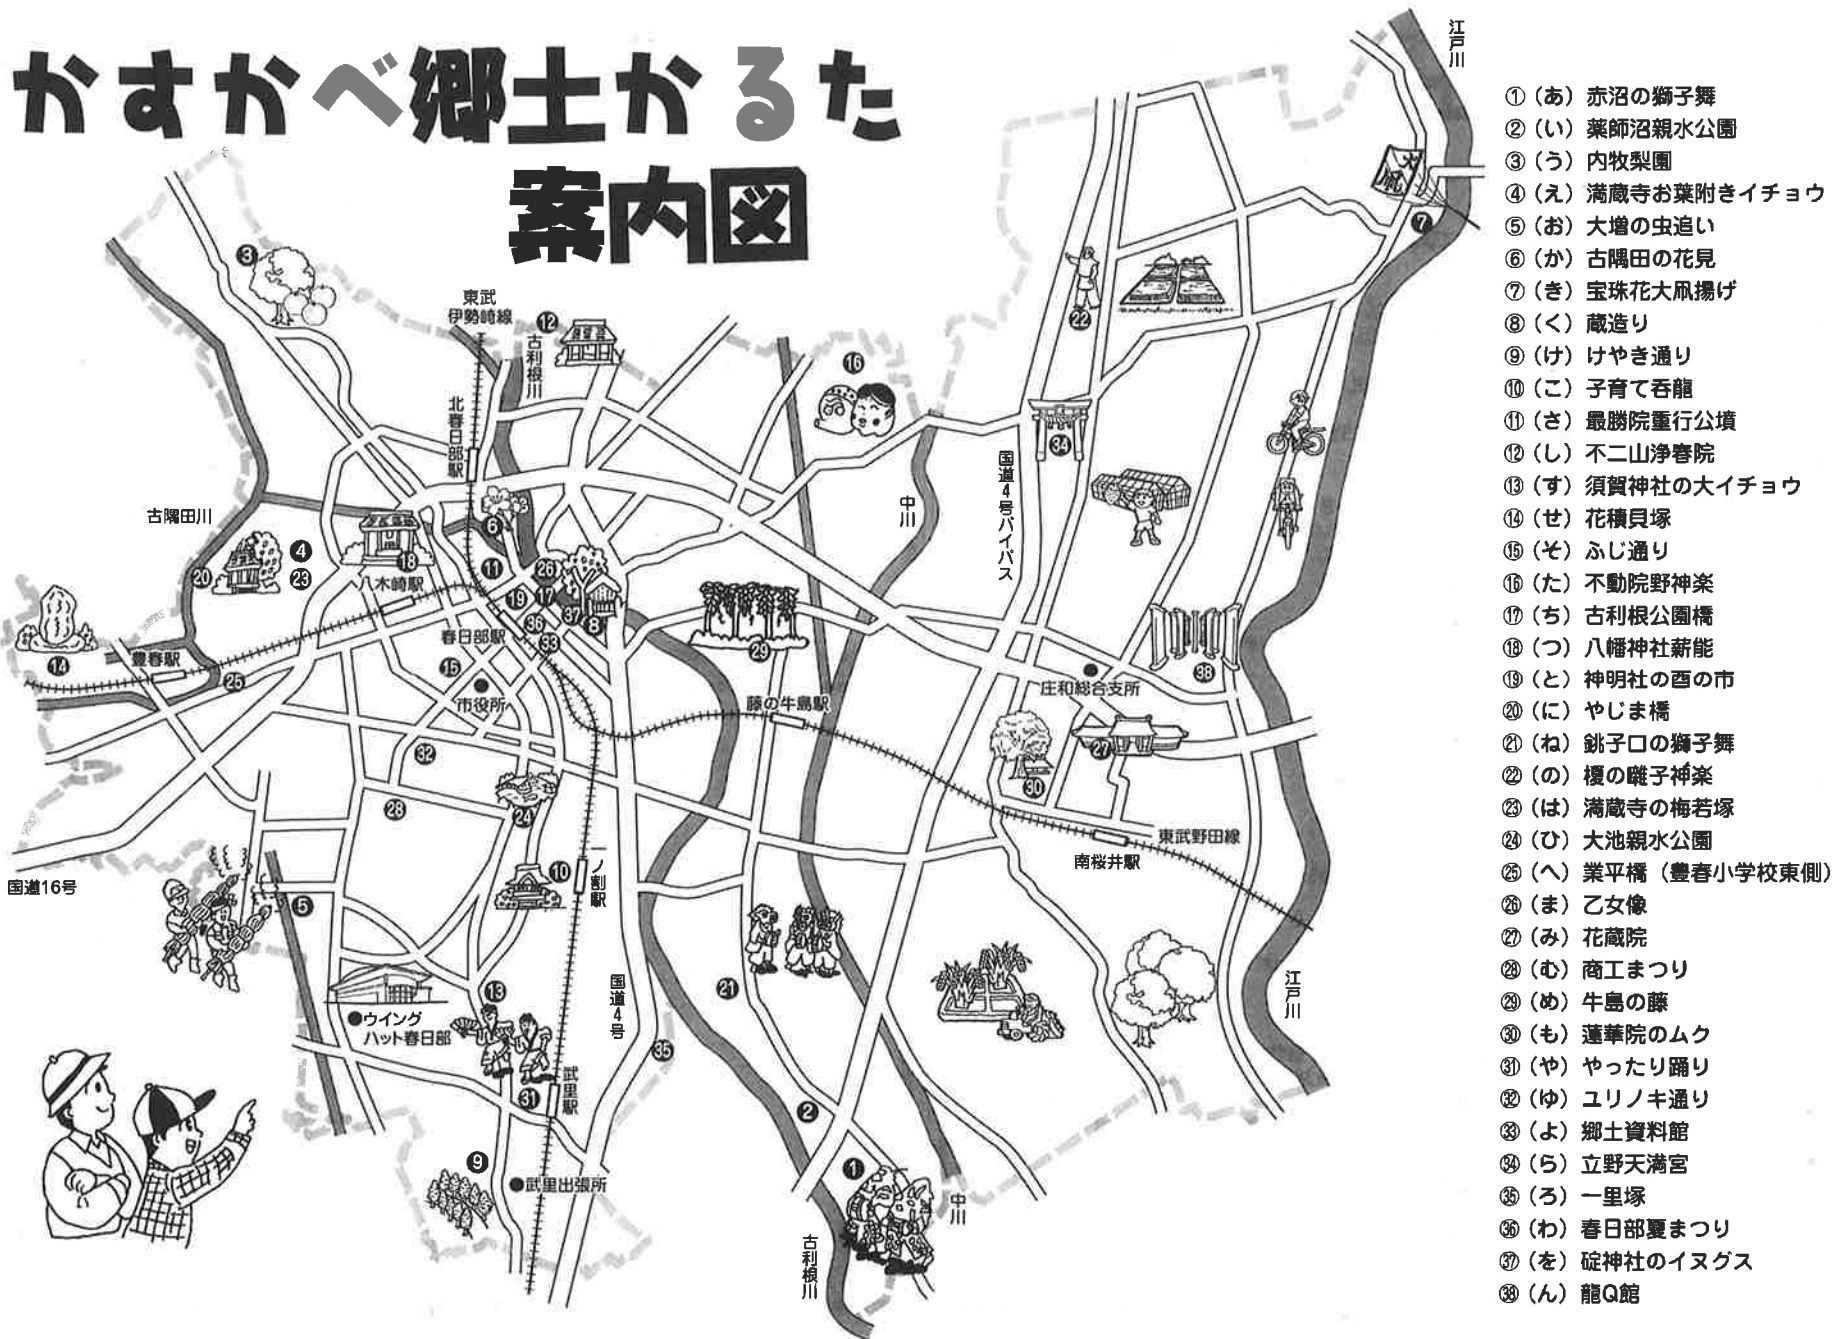 かすかべ郷土かるた
案内図
江戸川
東武
伊勢崎線
古利根川
北春日部駅
古隅田川
八木崎駅
春日部駅
豊春駅
市役所
藤の牛島駅
中川
国道4号バイパス
庄和総合支所
東武野田線
南桜井駅
国道16号
一ノ割駅
国道4号
ウイング
ハット春日部
武里駅
武里出張所
古利根川
中川
江戸川
大凧
①（あ）赤沼の獅子舞
②（い）薬師沼親水公園
③（う）内牧梨園
④（え）満蔵寺お葉附きイチョウ
⑤（お）大増の虫追い
⑥（か）古隅田の花見
⑦（き）宝珠花大凧揚げ
⑧（く）蔵造り
⑨（け）けやき通り
⑩（こ）子育て呑龍
⑪（さ）最勝院重行公墳
⑫（し）不二山浄春院
⑬（す）須賀神社の大イチョウ
⑭（せ）花積貝塚
⑮（そ）ふじ通り
⑯（た）不動院野神楽
⑰（ち）古利根公園橋
⑱（つ）八幡神社薪能
⑲（と）神明社の酉の市
⑳（に）やじま橋
㉑（ね）銚子口の獅子舞
㉒（の）榎の囃子神楽
㉓（は）満蔵寺の梅若塚
㉔（ひ）大池親水公園
㉕（へ）業平橋（豊春小学校東側）
㉖（ま）乙女像
㉗（み）花蔵院
㉘（む）商工まつり
㉙（め）牛島の藤
㉚（も）蓮華院のムク
㉛（や）やったり踊り
㉜（ゆ）ユリノキ通り
㉝（よ）郷土資料館
㉞（ら）立野天満宮
㉟（ろ）一里塚
㊱（わ）春日部夏まつり
㊲（を）碇神社のイヌグス
㊳（ん）龍Q館